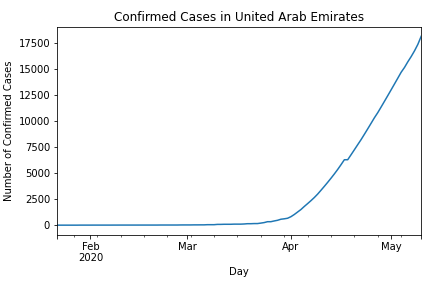 Confirmed Cases in United Arab Emirates
Number of Confirmed Cases
17500
15000
12500
10000
7500
5000
2500
0
Feb
2020
Mar
Apr
May
Day